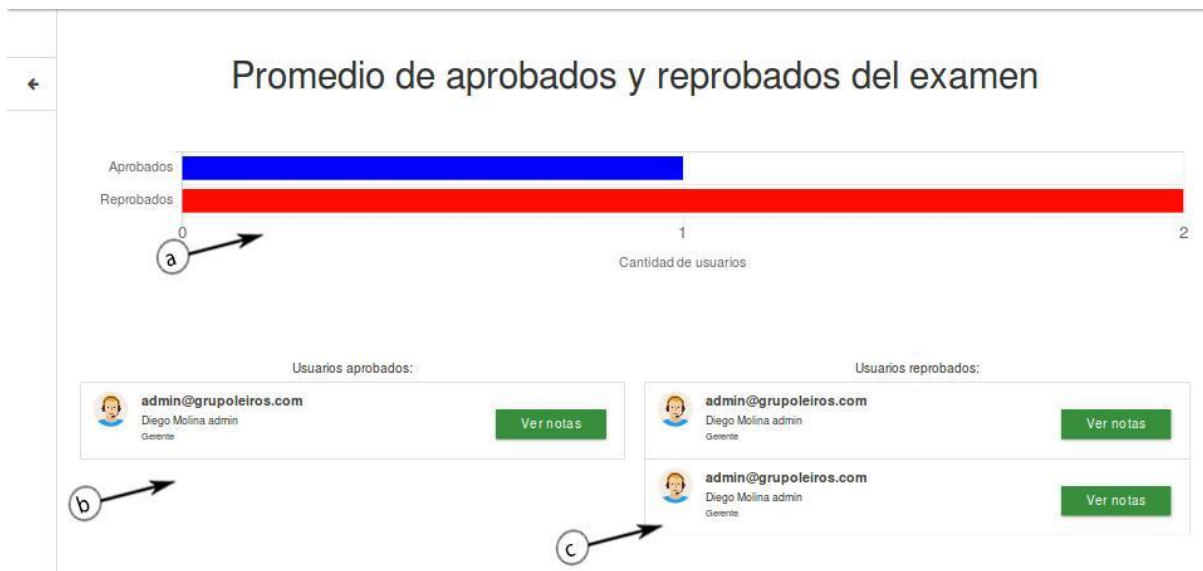 Promedio de aprobados y reprobados del examen
Aprobados
Reprobados
0 1 2
a
Cantidad de usuarios
Usuarios aprobados:
admin@grupoleiros.com
Diego Molina admin
Gerente
Ver notas
b
Usuarios reprobados:
admin@grupoleiros.com
Diego Molina admin
Gerente
Ver notas
admin@grupoleiros.com
Diego Molina admin
Gerente
Ver notas
c